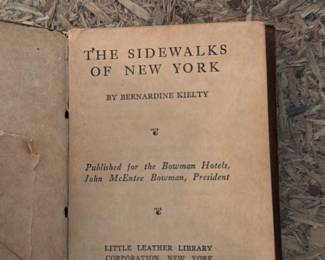 THE SIDEWALKS
OF NEW YORK
BY BERNARDINE KIELTY
Published for the Bowman Hotels,
John McEntee Bowman, President
LITTLE LEATHER LIBRARY
CORPORATION, NEW YORK